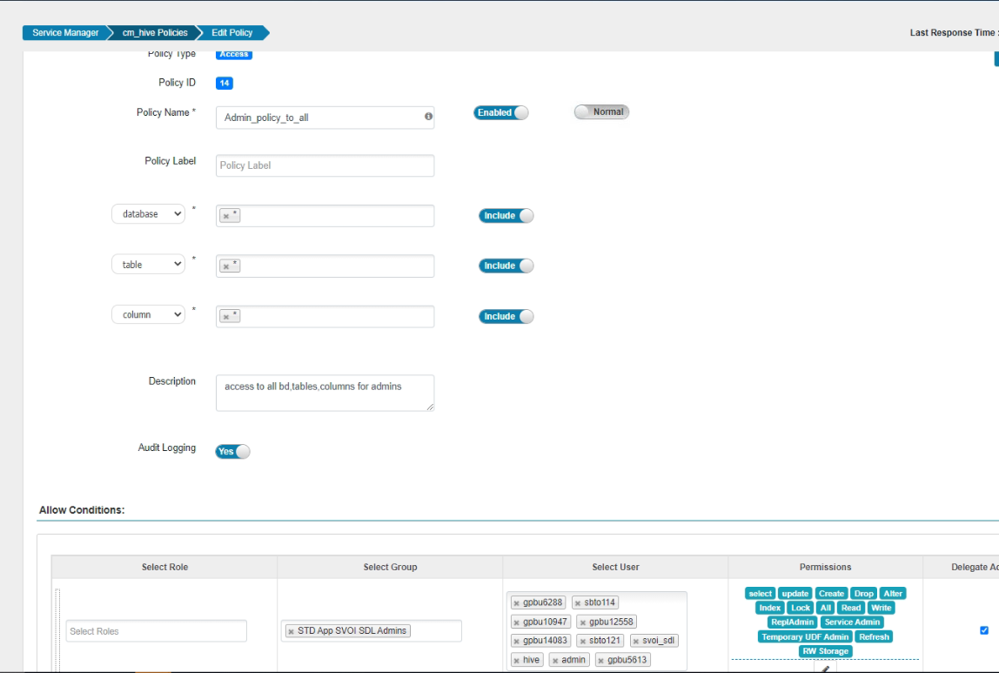 Service Manager cm_hive Policies Edit Policy Last Response Time :
Policy Type Access
Policy ID 14
Policy Name * Admin_policy_to_all Enabled Normal
Policy Label Policy Label
database * * Include
table * * Include
column * * Include
Description access to all bd,tables,columns for admins
Audit Logging Yes
Allow Conditions:
Select Role Select Group Select User Permissions Delegate Ad
Select Roles
STD App SVOI SDL Admins
gpbu6288 sbto114
gpbu10947 gpbu12558
gpbu14083 sbto121 svoi_sdl
hive admin gpbu5613
select update Create Drop Alter
Index Lock All Read Write
ReplAdmin Service Admin
Temporary UDF Admin Refresh
RW Storage